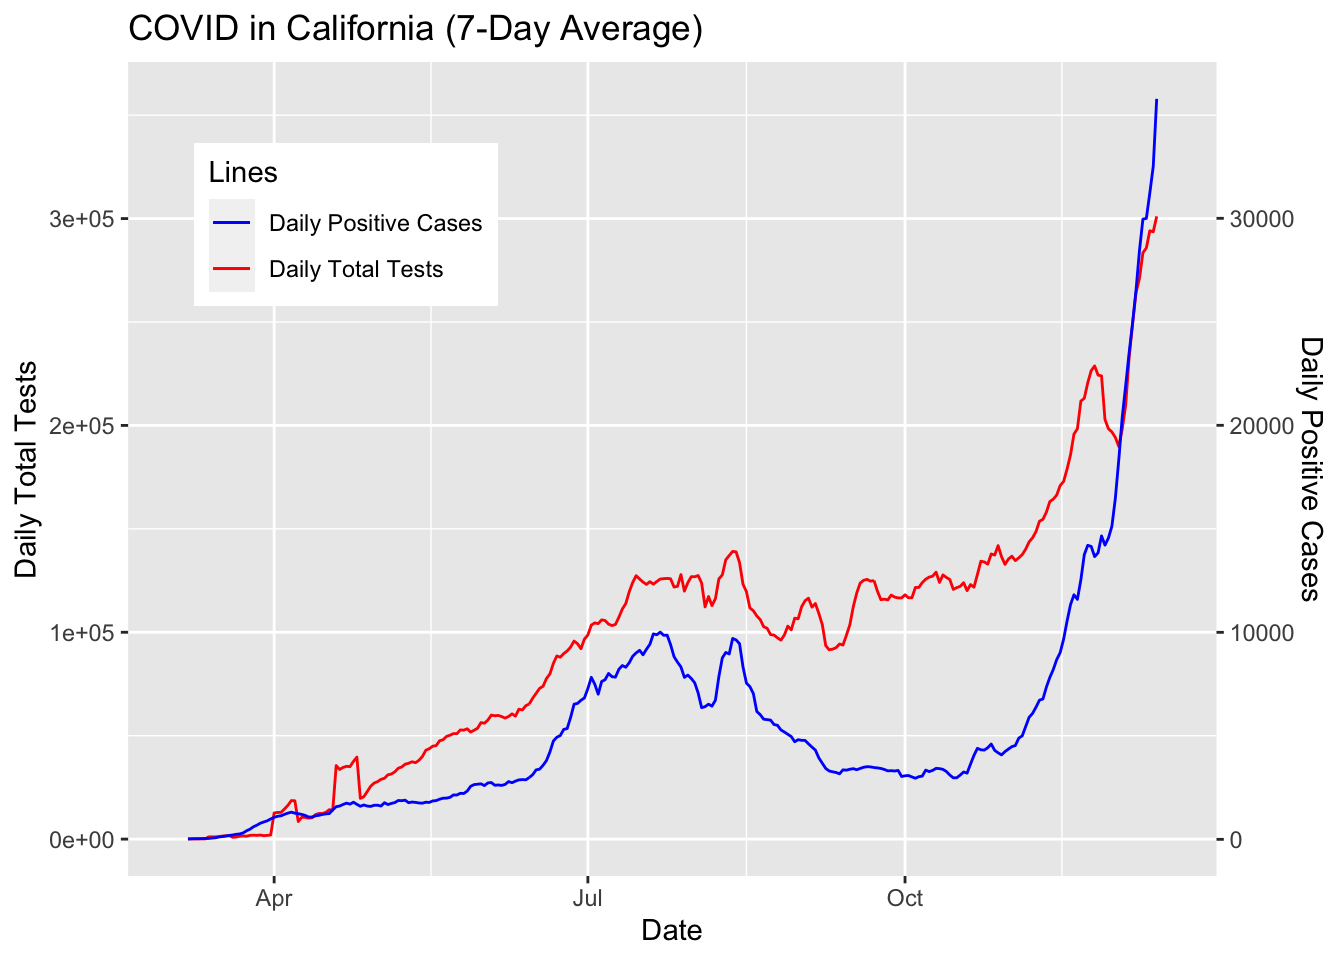 COVID in California (7-Day Average)
Lines
Daily Positive Cases
Daily Total Tests
3e+05
2e+05
1e+05
0e+00
Daily Total Tests
30000
20000
10000
0
Daily Positive Cases
Apr
Jul
Oct
Date